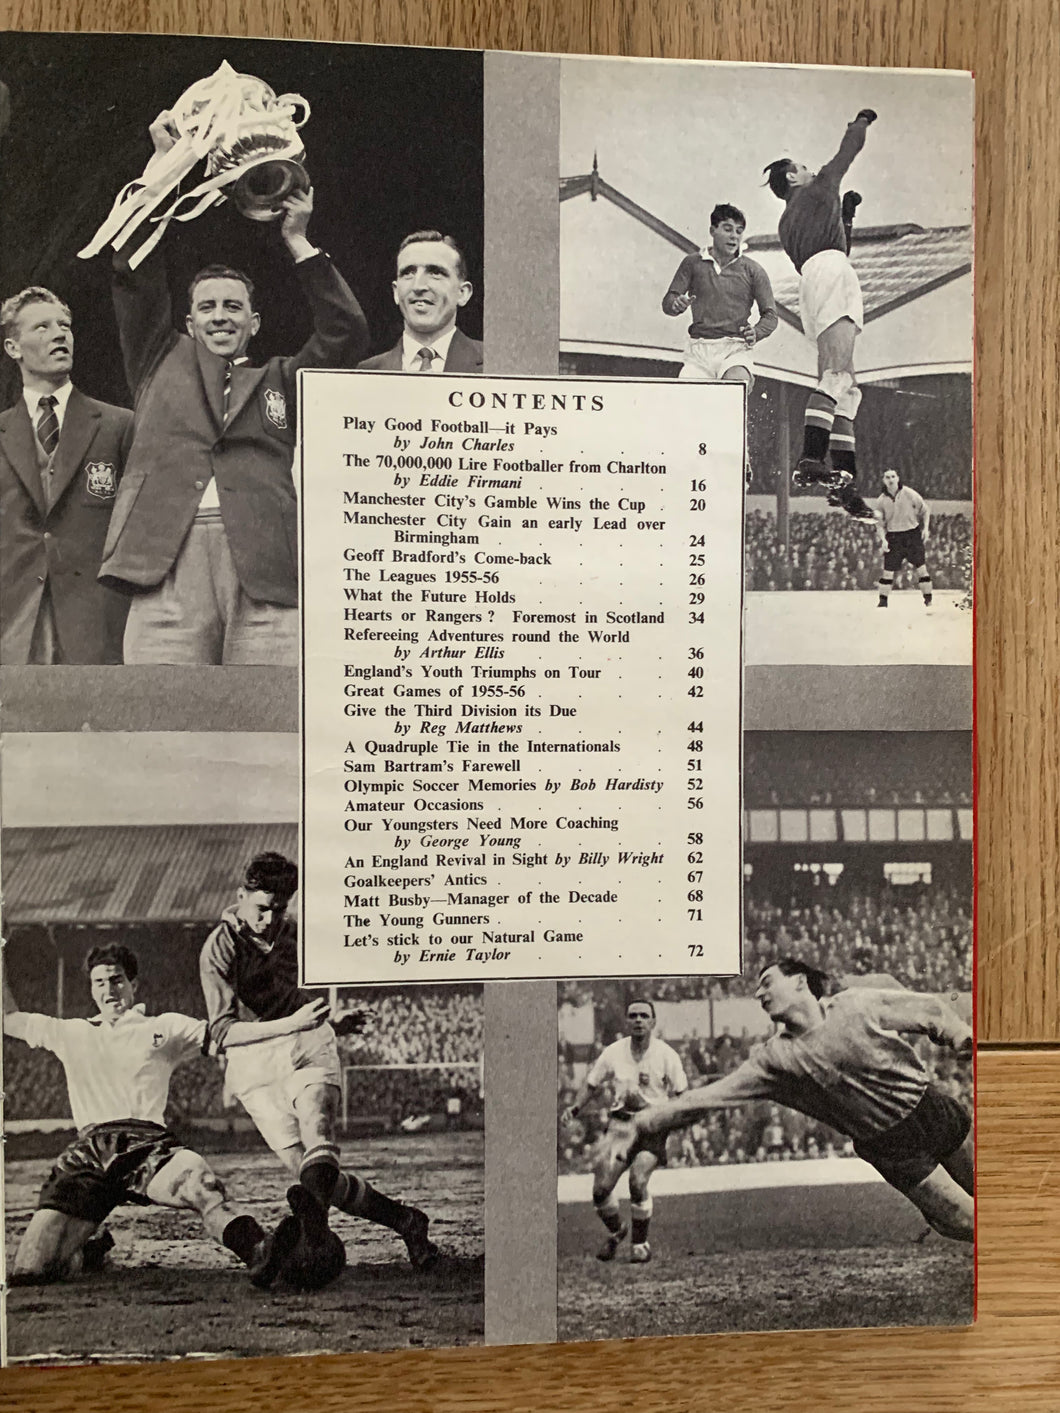 CONTENTS
Play Good Football—it Pays
by John Charles . . . . 8
The 70,000,000 Lire Footballer from Charlton
by Eddie Firmani . . . . 16
Manchester City's Gamble Wins the Cup . 20
Manchester City Gain an early Lead over
Birmingham . . . . . 24
Geoff Bradford's Come-back . . . 25
The Leagues 1955-56 . . . . 26
What the Future Holds . . . . 29
Hearts or Rangers? Foremost in Scotland 34
Refereeing Adventures round the World
by Arthur Ellis . . . . 36
England's Youth Triumphs on Tour . . 40
Great Games of 1955-56 . . . . 42
Give the Third Division its Due
by Reg Matthews . . . . 44
A Quadruple Tie in the Internationals . 48
Sam Bartram's Farewell . . . . 51
Olympic Soccer Memories by Bob Hardisty 52
Amateur Occasions . . . . . 56
Our Youngsters Need More Coaching
by George Young . . . . 58
An England Revival in Sight by Billy Wright 62
Goalkeepers' Antics . . . . . 67
Matt Busby—Manager of the Decade . 68
The Young Gunners . . . . . 71
Let's stick to our Natural Game
by Ernie Taylor . . . . 72